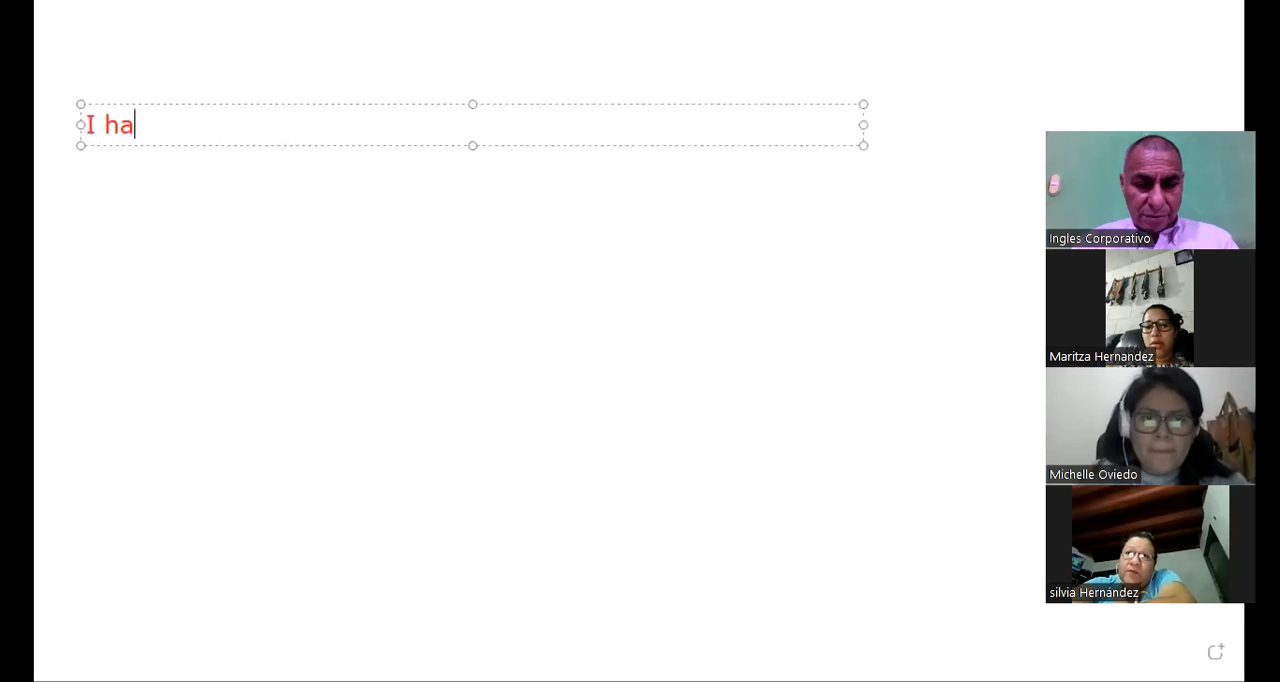 I ha
Ingles Corporativo
Maritza Hernandez
Michelle Oviedo
silvia Hernández